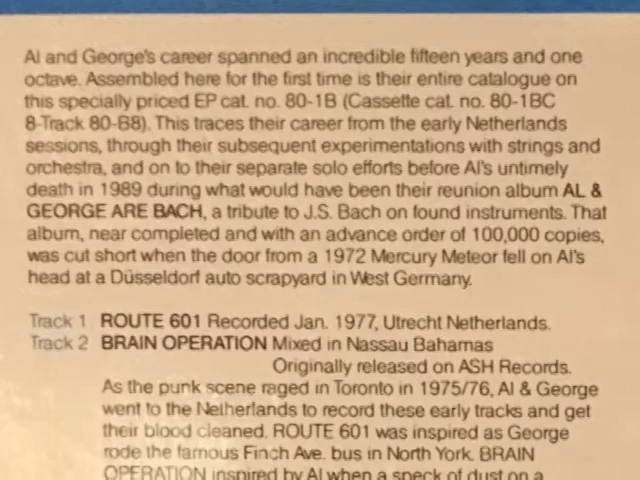 Al and George's career spanned an incredible fifteen years and one
octave. Assembled here for the first time is their entire catalogue on
this specially priced EP cat. no. 80-1B (Cassette cat. no. 80-1BC
8-Track 80-B8). This traces their career from the early Netherlands
sessions, through their subsequent experimentations with strings and
orchestra, and on to their separate solo efforts before Al's untimely
death in 1989 during what would have been their reunion album AL &
GEORGE ARE BACH, a tribute to J.S. Bach on found instruments. That
album, near completed and with an advance order of 100,000 copies,
was cut short when the door from a 1972 Mercury Meteor fell on Al's
head at a Düsseldorf auto scrapyard in West Germany.
Track 1 ROUTE 601 Recorded Jan. 1977, Utrecht Netherlands.
Track 2 BRAIN OPERATION Mixed in Nassau Bahamas
Originally released on ASH Records.
As the punk scene raged in Toronto in 1975/76, Al & George
went to the Netherlands to record these early tracks and get
their blood cleaned. ROUTE 601 was inspired as George
rode the famous Finch Ave. bus in North York. BRAIN
OPERATION inspired by Al when a speck of dust on a